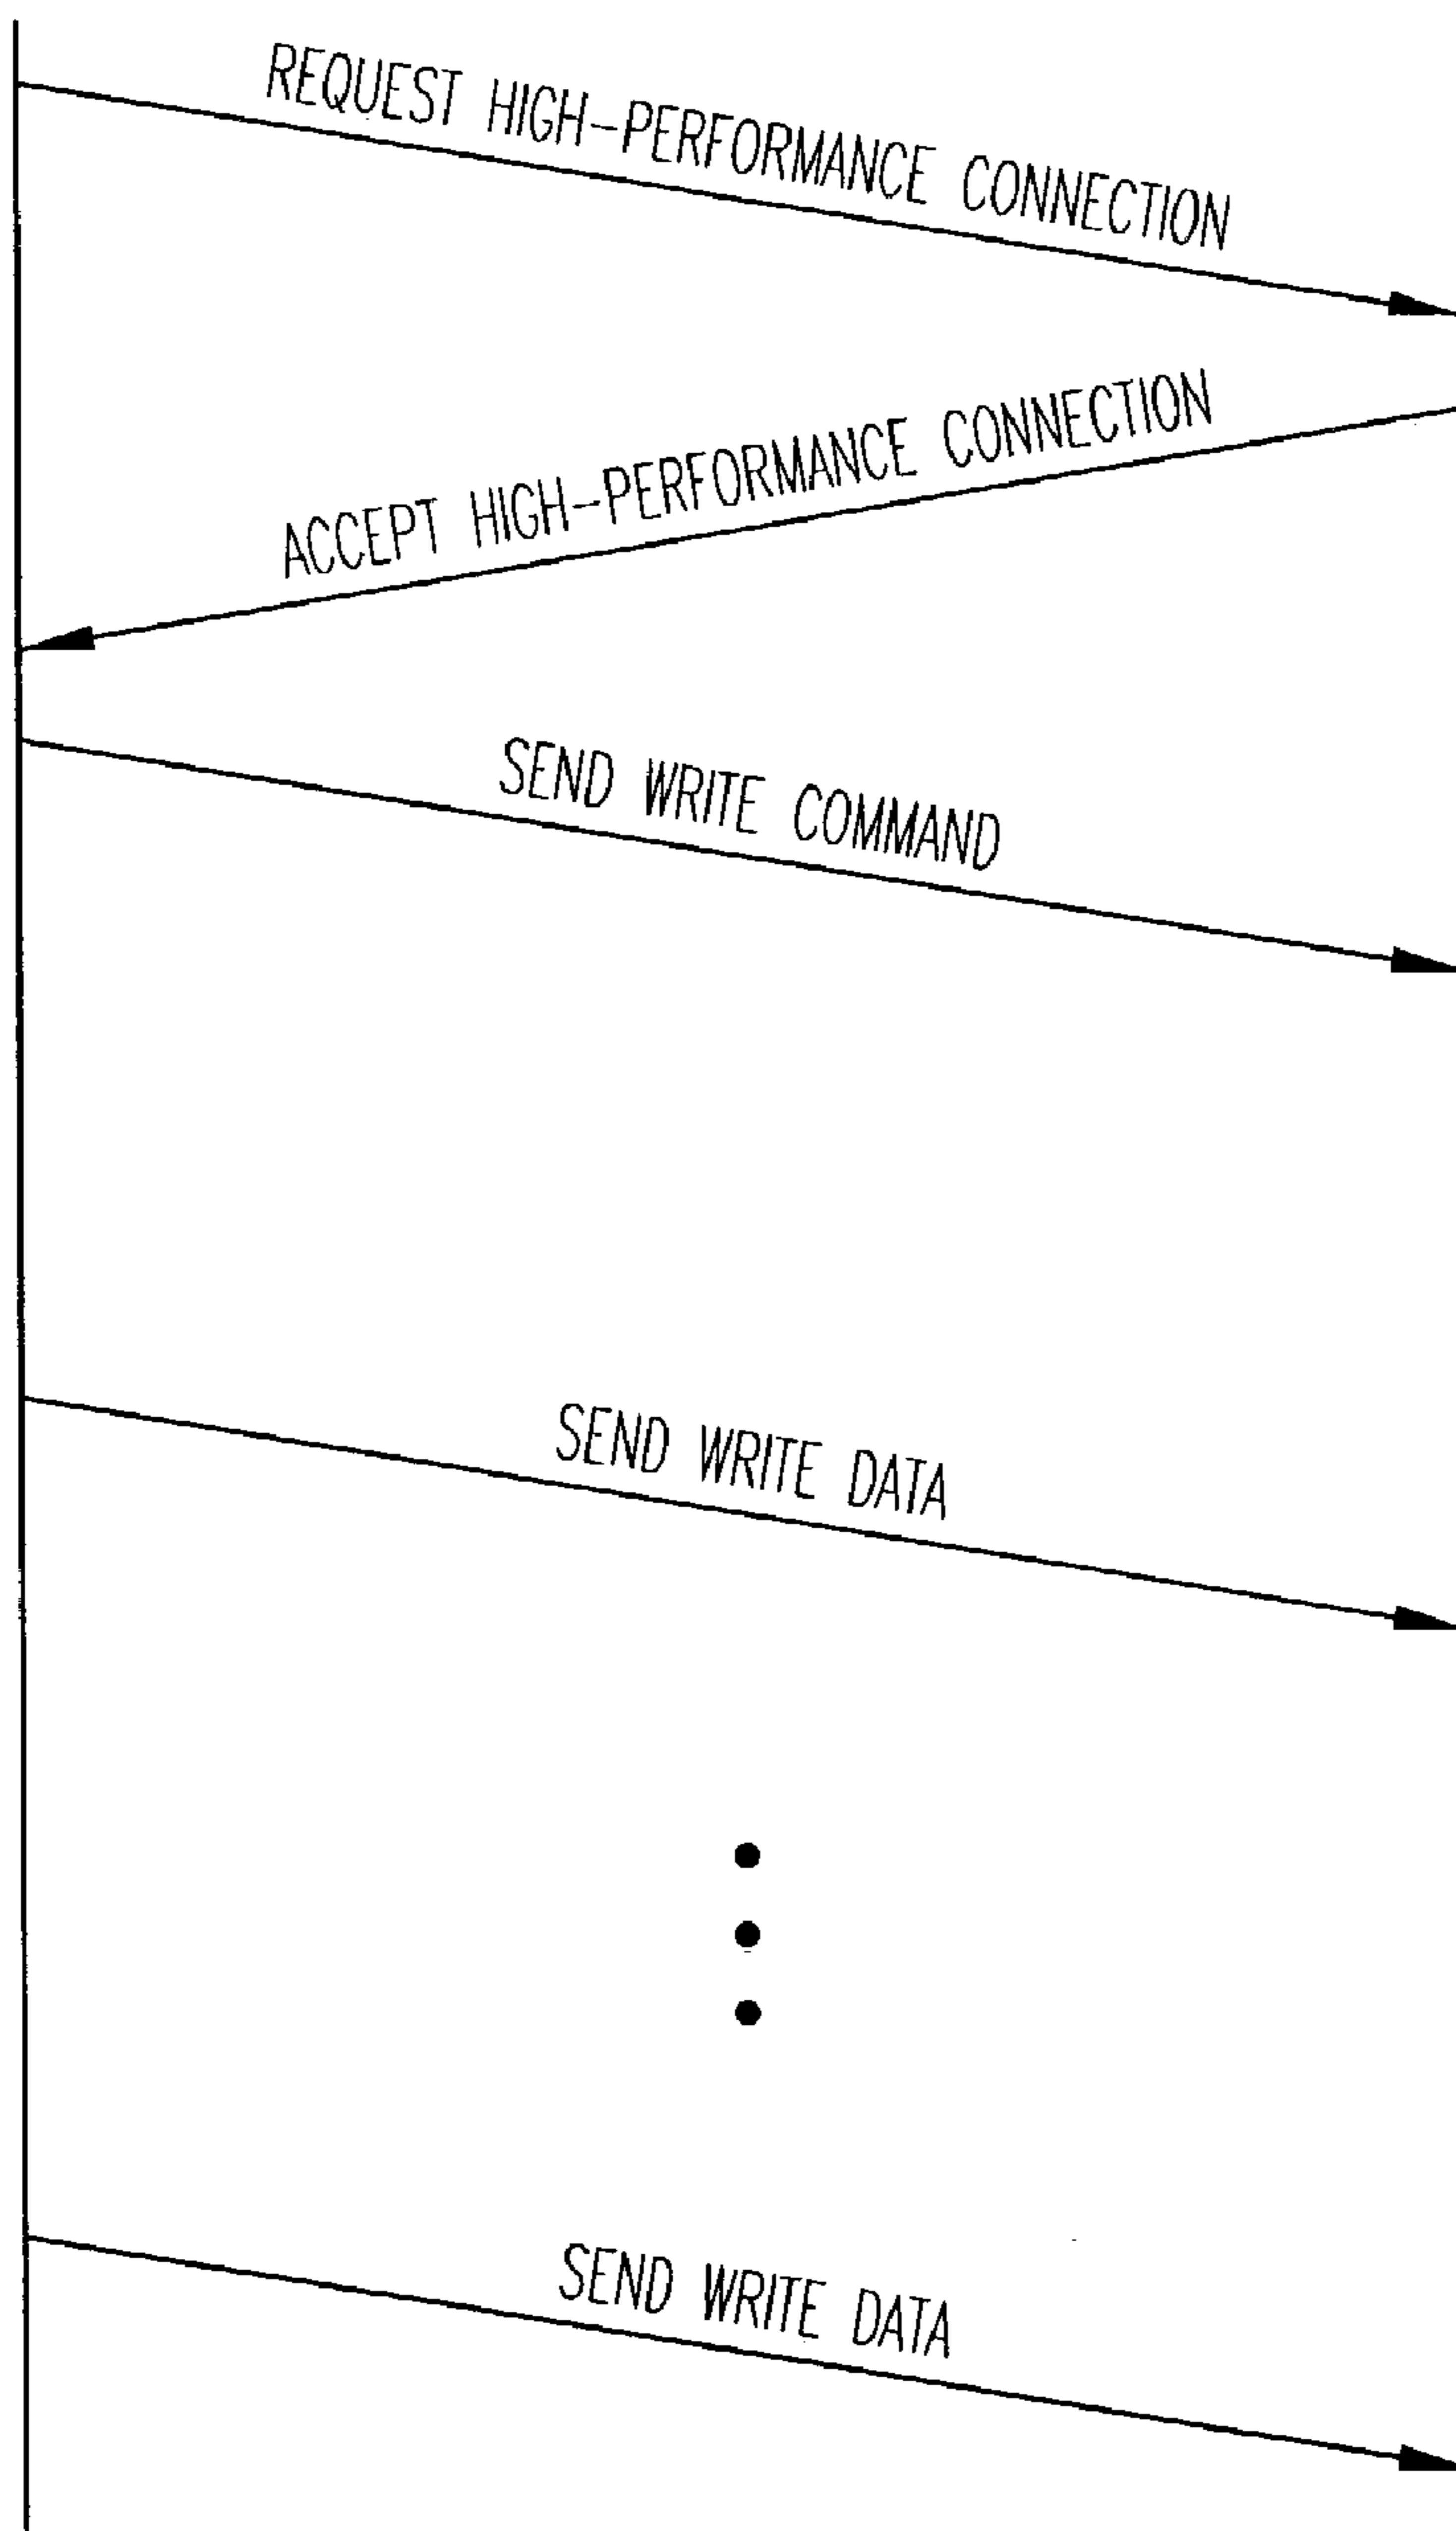 REQUEST HIGH-PERFORMANCE CONNECTION
ACCEPT HIGH-PERFORMANCE CONNECTION
SEND WRITE COMMAND
SEND WRITE DATA
SEND WRITE DATA